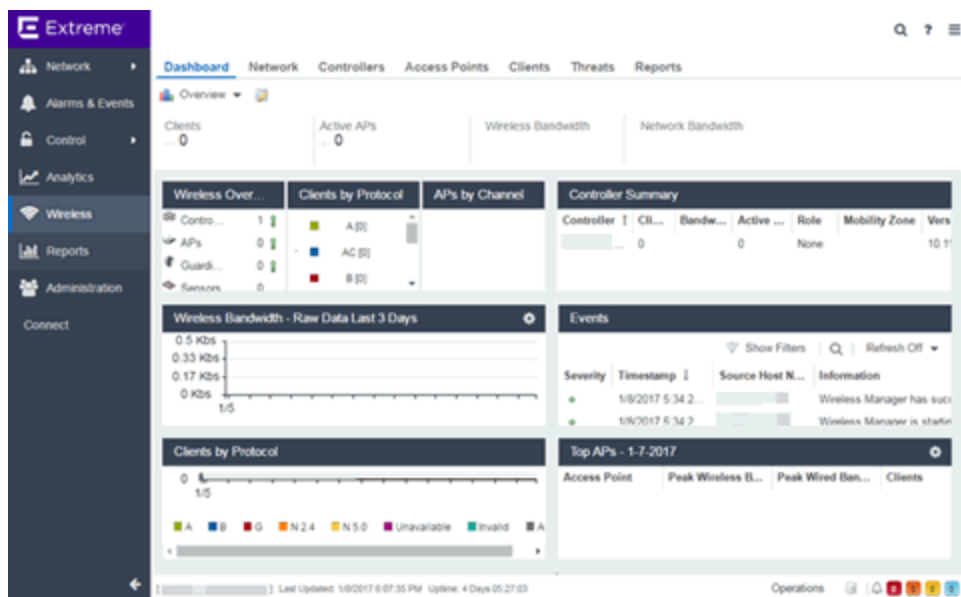 Extreme
Network
Alarms & Events
Control
Analytics
Wireless
Reports
Administration
Connect
Dashboard Network Controllers Access Points Clients Threats Reports
Overview
Clients
... 0
Active APs
... 0
Wireless Bandwidth
Network Bandwidth
Wireless Over...
Contro... 1
APs 0
Guardi... 0
Sensors 0
Clients by Protocol
A [0]
AC [0]
B [0]
APs by Channel
Controller Summary
Controller Cli... Bandw... Active ... Role Mobility Zone Vers
... 0 0 None 10.1
Wireless Bandwidth - Raw Data Last 3 Days
0.5 Kbs
0.33 Kbs
0.17 Kbs
0 Kbs
1/5
Events
Show Filters Refresh Off
Severity Timestamp Source Host N... Information
1/8/2017 5:34:2... Wireless Manager has succ
1/8/2017 5:34:2 Wireless Manager is startin
Clients by Protocol
0
1/5
A B G N 2.4 N 5.0 Unavailable Invalid A
Top APs - 1-7-2017
Access Point Peak Wireless B... Peak Wired Ban... Clients
Last Updated: 1/8/2017 6:07:35 PM Uptime: 4 Days 05:27:03
Operations